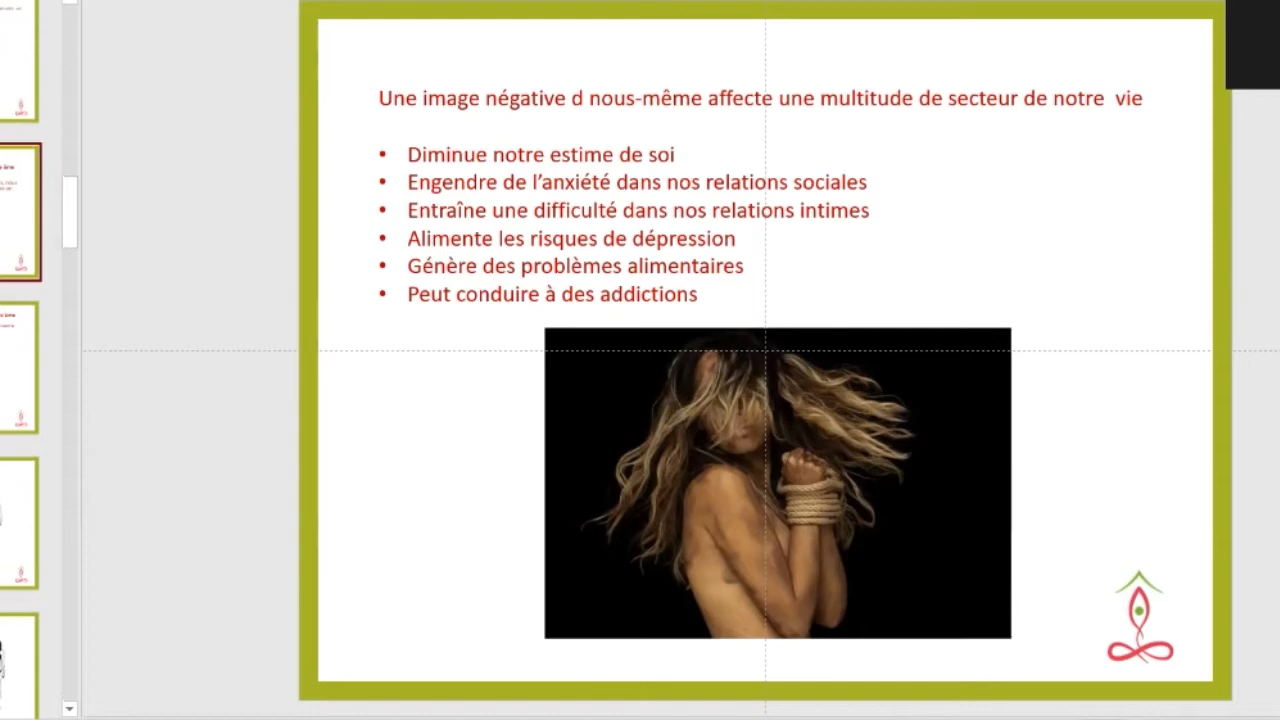 Une image négative d nous-même affecte une multitude de secteur de notre vie
• Diminue notre estime de soi
• Engendre de l'anxiété dans nos relations sociales
• Entraîne une difficulté dans nos relations intimes
• Alimente les risques de dépression
• Génère des problèmes alimentaires
• Peut conduire à des addictions